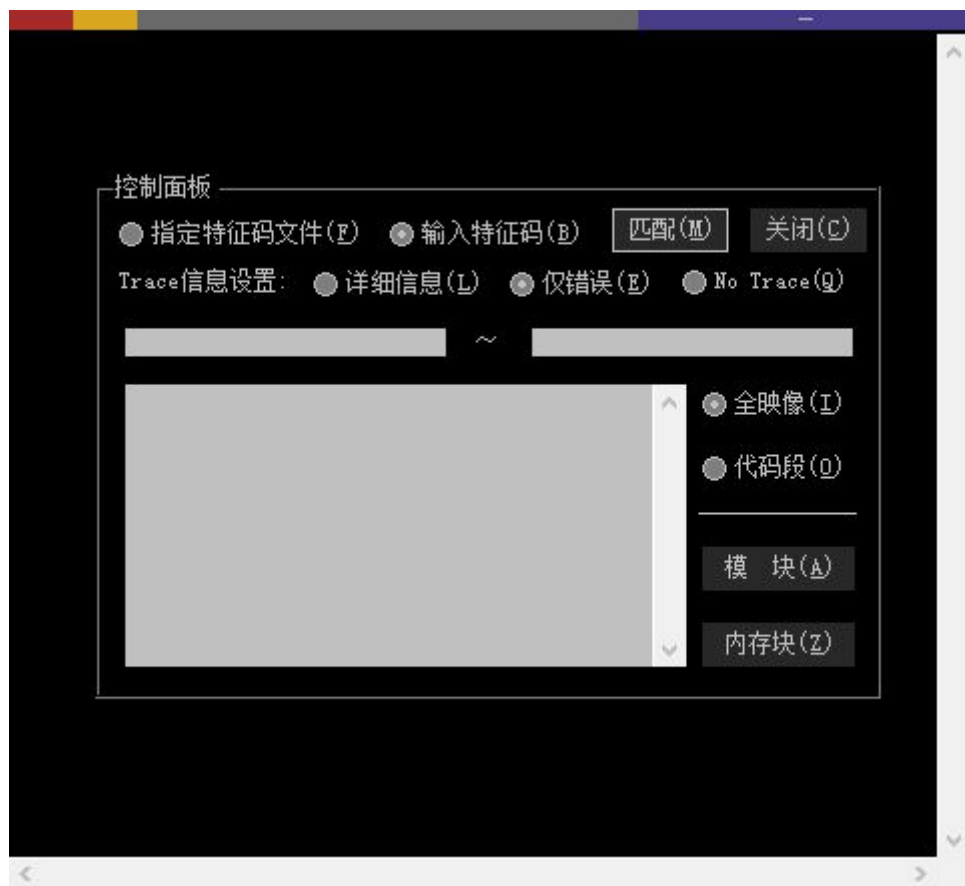 控制面板
指定特征码文件(F) 输入特征码(B) 匹配(M) 关闭(C)
Trace信息设置: 详细信息(L) 仅错误(E) No Trace(Q)
~
全映像(I)
代码段(O)
模 块(A)
内存块(Z)